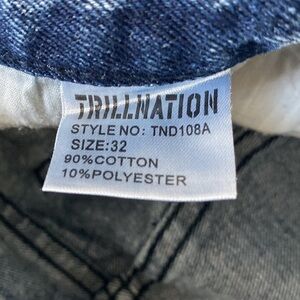 TRILLNATION
STYLE NO: TND108A
SIZE:32
90%COTTON
10%POLYESTER